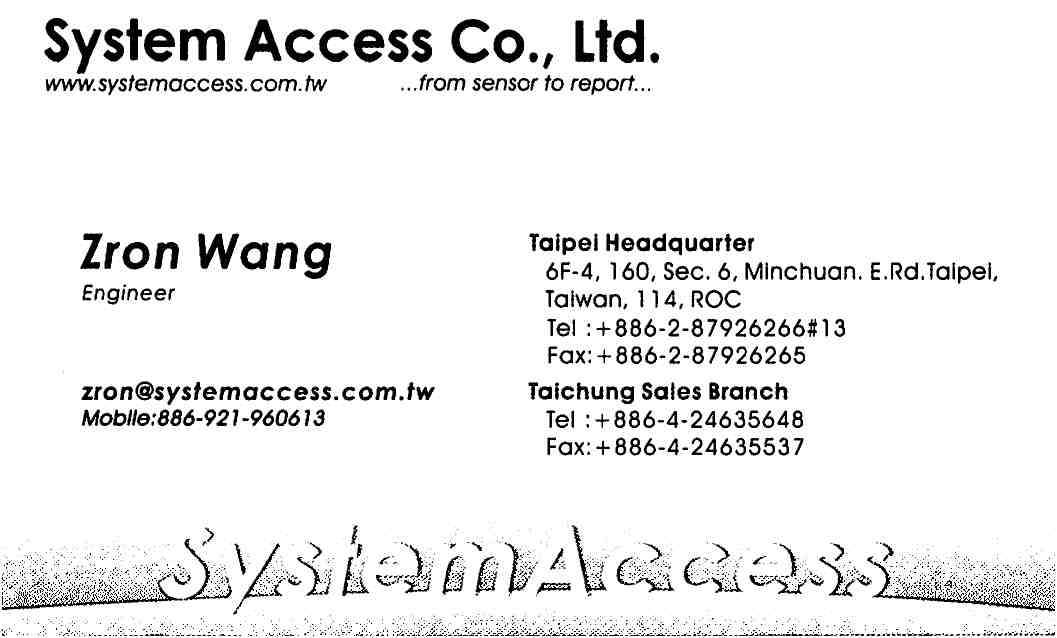 System Access Co., Ltd.
www.systemaccess.com.tw ...from sensor to report...
Zron Wang
Engineer
zron@systemaccess.com.tw
Mobile:886-921-960613
Taipei Headquarter
6F-4, 160, Sec. 6, Minchuan. E.Rd.Taipei,
Taiwan, 114, ROC
Tel :+886-2-87926266#13
Fax:+886-2-87926265
Taichung Sales Branch
Tel :+886-4-24635648
Fax:+886-4-24635537
SystemAccess